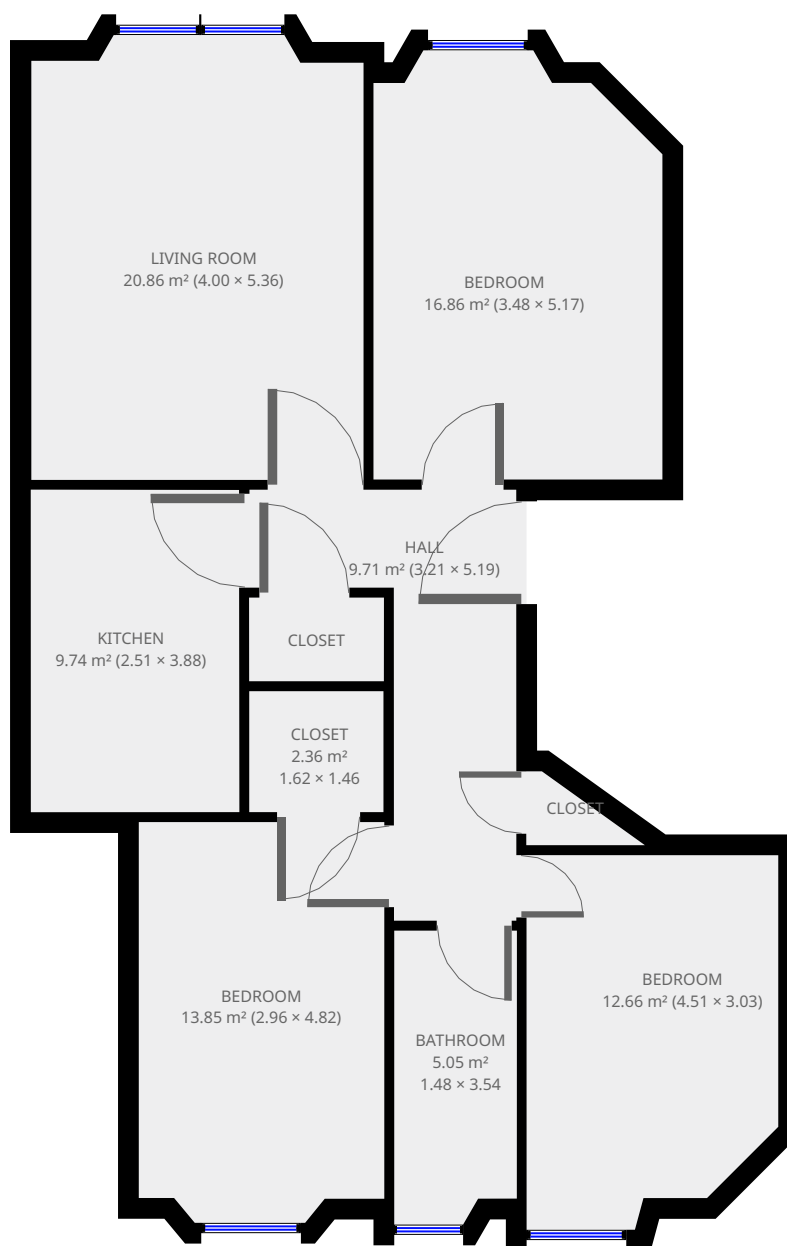 LIVING ROOM
20.86 m² (4.00 × 5.36)
BEDROOM
16.86 m² (3.48 × 5.17)
HALL
9.71 m² (3.21 × 5.19)
KITCHEN
9.74 m² (2.51 × 3.88)
CLOSET
CLOSET
2.36 m²
1.62 × 1.46
CLOSET
BEDROOM
13.85 m² (2.96 × 4.82)
BATHROOM
5.05 m²
1.48 × 3.54
BEDROOM
12.66 m² (4.51 × 3.03)